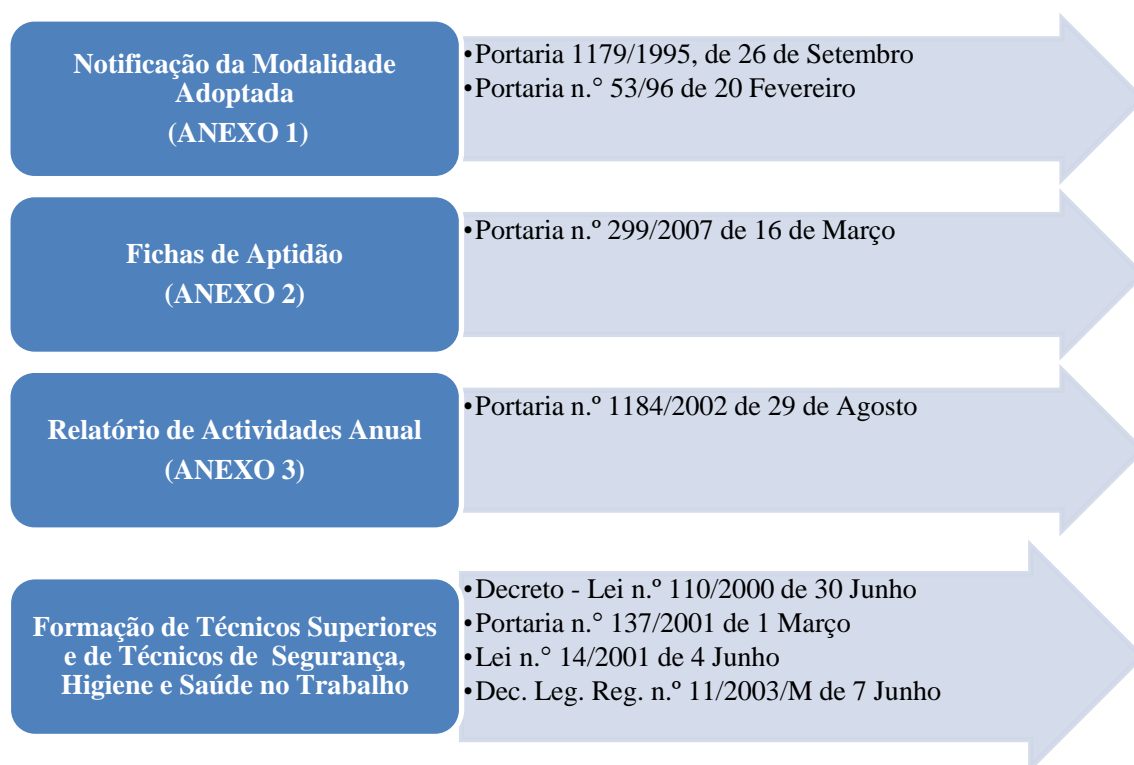 Notificação da Modalidade
Adoptada
(ANEXO 1)
•Portaria 1179/1995, de 26 de Setembro
•Portaria n.° 53/96 de 20 Fevereiro
Fichas de Aptidão
(ANEXO 2)
•Portaria n.º 299/2007 de 16 de Março
Relatório de Actividades Anual
(ANEXO 3)
•Portaria n.º 1184/2002 de 29 de Agosto
Formação de Técnicos Superiores
e de Técnicos de Segurança,
Higiene e Saúde no Trabalho
•Decreto - Lei n.º 110/2000 de 30 Junho
•Portaria n.° 137/2001 de 1 Março
•Lei n.° 14/2001 de 4 Junho
•Dec. Leg. Reg. n.º 11/2003/M de 7 Junho